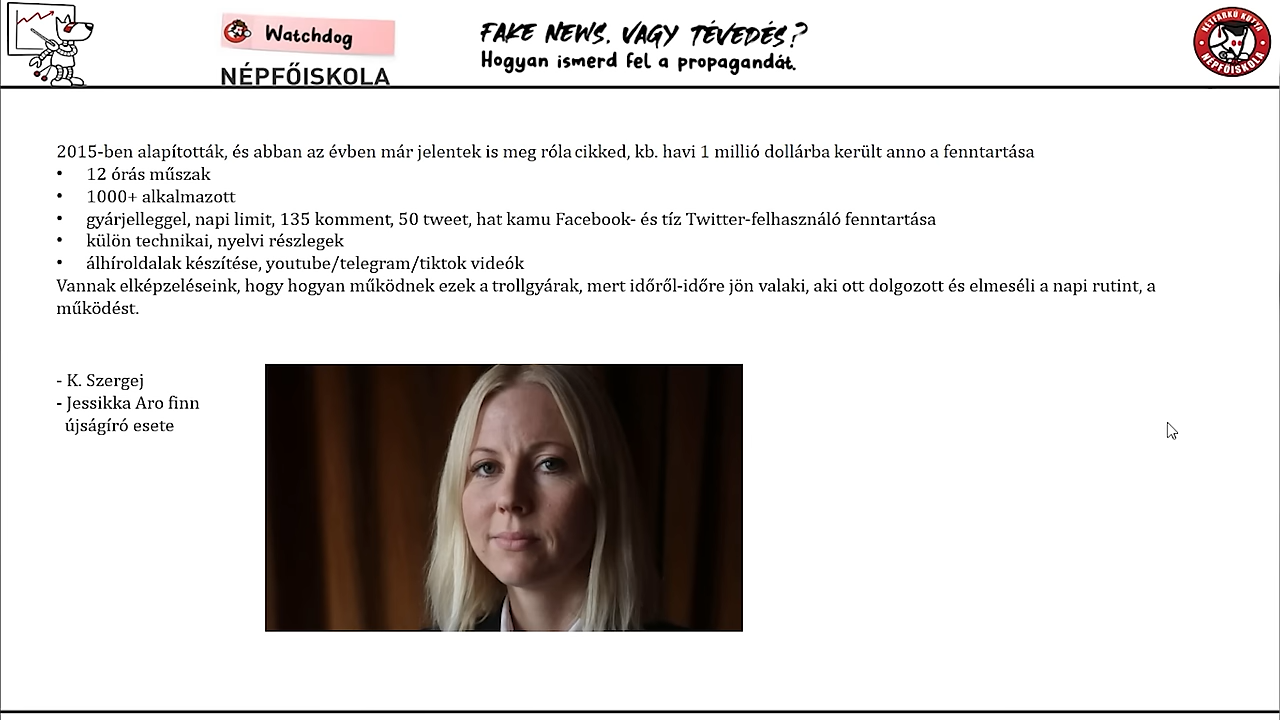 Watchdog
NÉPFŐISKOLA
FAKE NEWS, VAGY TÉVEDÉS?
Hogyan ismerd fel a propagandát.
KÉTFARKÚ KUTYA
NÉPFŐISKOLA
2015-ben alapították, és abban az évben már jelentek is meg róla cikked, kb. havi 1 millió dollárba került anno a fenntartása
• 12 órás műszak
• 1000+ alkalmazott
• gyárjelleggel, napi limit, 135 komment, 50 tweet, hat kamu Facebook- és tíz Twitter-felhasználó fenntartása
• külön technikai, nyelvi részlegek
• álhíroldalak készítése, youtube/telegram/tiktok videók
Vannak elképzeléseink, hogy hogyan működnek ezek a trollgyárak, mert időről-időre jön valaki, aki ott dolgozott és elmeséli a napi rutint, a
működést.
- K. Szergej
- Jessikka Aro finn
újságíró esete